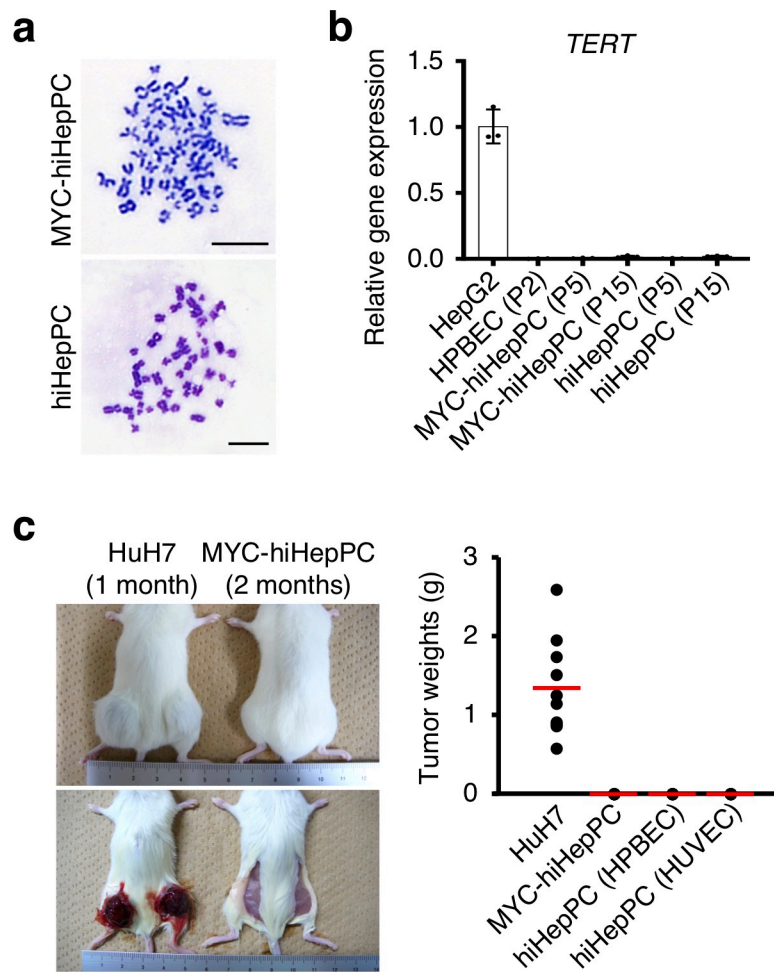 a
MYC-hiHepPC
hiHepPC
b
TERT
Relative gene expression
1.5
1.0
0.5
0.0
HepG2
HPBEC (P2)
MYC-hiHepPC (P5)
MYC-hiHepPC (P15)
hiHepPC (P5)
hiHepPC (P15)
c
HuH7
(1 month)
MYC-hiHepPC
(2 months)
Tumor weights (g)
3
2
1
0
HuH7
MYC-hiHepPC
hiHepPC (HPBEC)
hiHepPC (HUVEC)